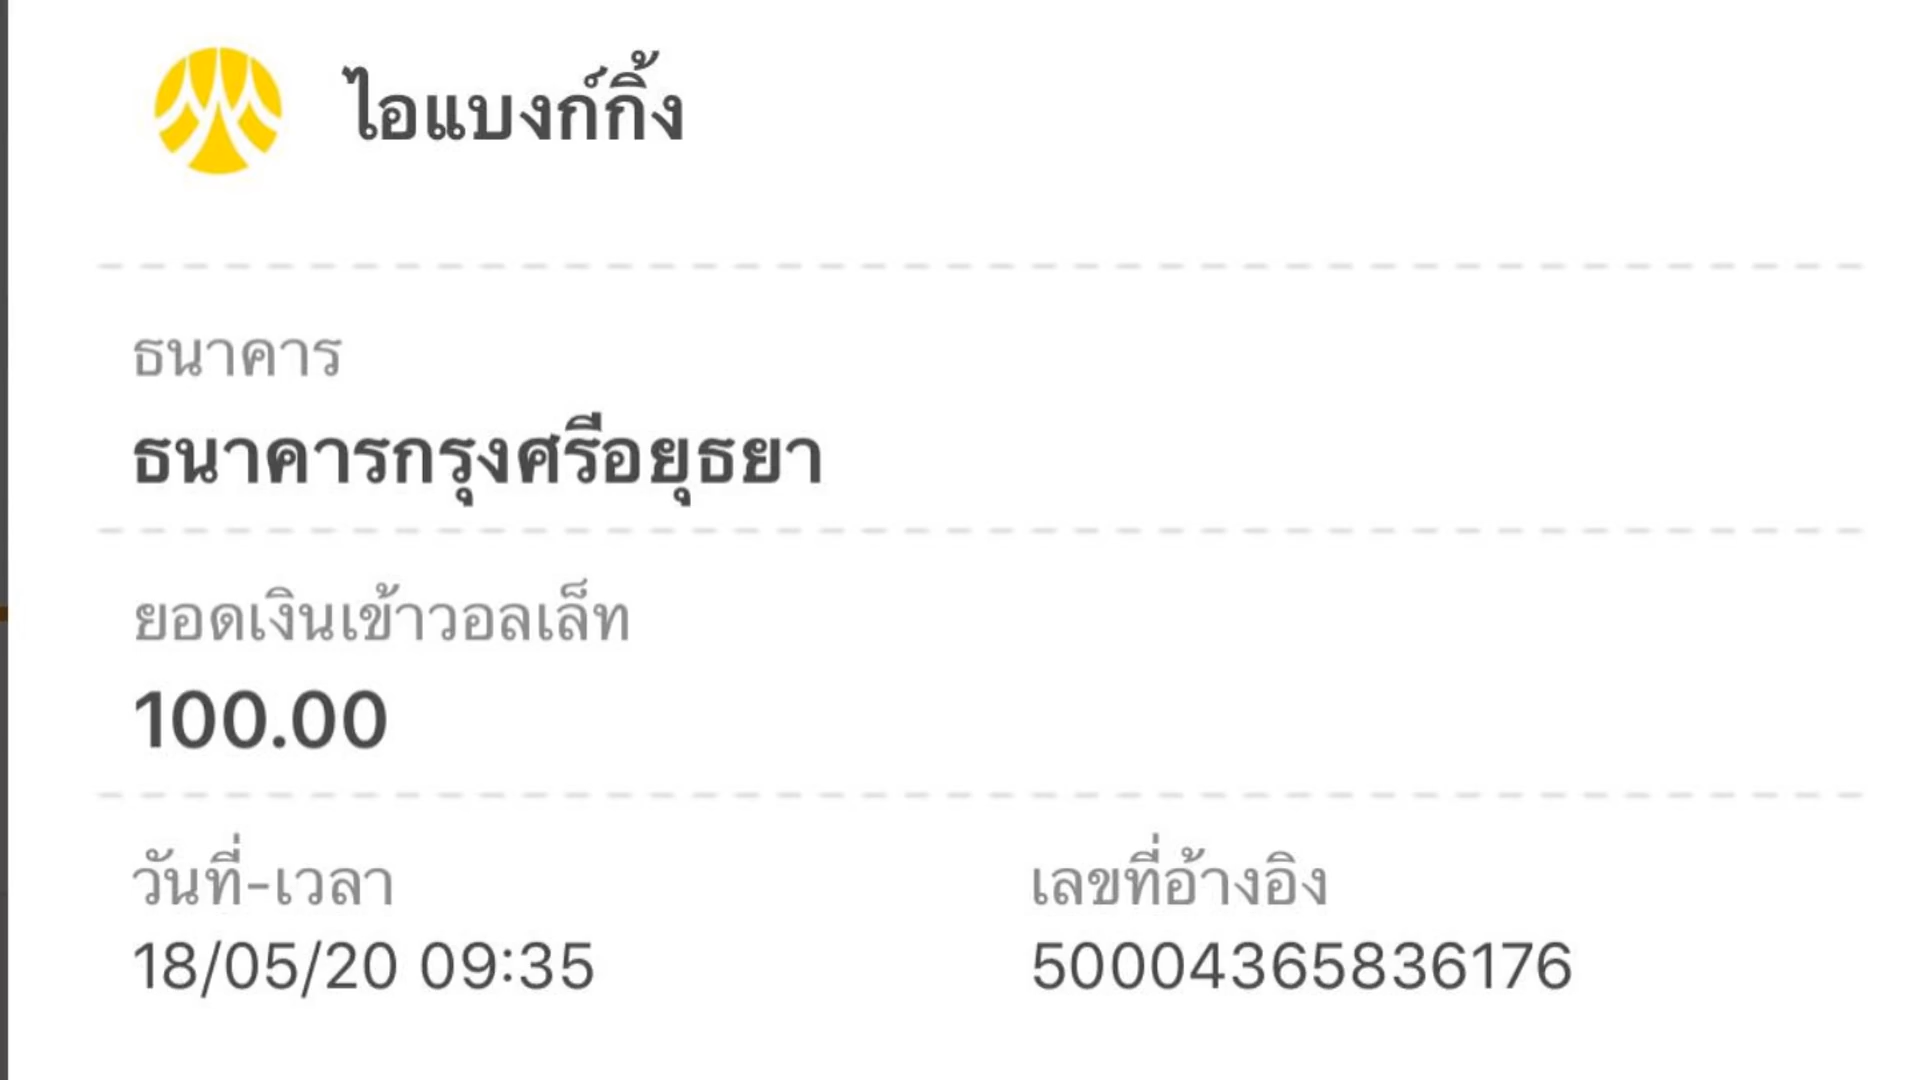 ไอแบงก์กิ้ง
ธนาคาร
ธนาคารกรุงศรีอยุธยา
ยอดเงินเข้าวอลเล็ท
100.00
วันที่-เวลา
18/05/20 09:35
เลขที่อ้างอิง
50004365836176